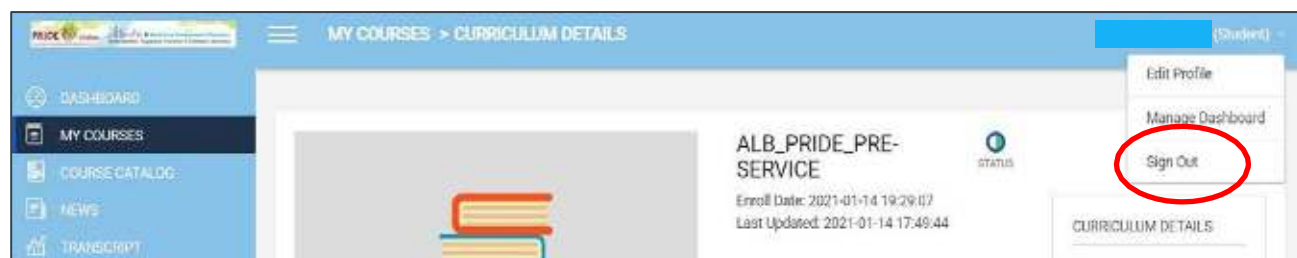 PRIDE
MY COURSES > CURRICULUM DETAILS
(Student)
Edit Profile
Manage Dashboard
Sign Out
DASHBOARD
MY COURSES
COURSE CATALOG
NEWS
TRANSCRIPT
ALB_PRIDE_PRE-
SERVICE
STATUS
Enroll Date: 2021-01-14 19:29:07
Last Updated: 2021-01-14 17:49:44
CURRICULUM DETAILS